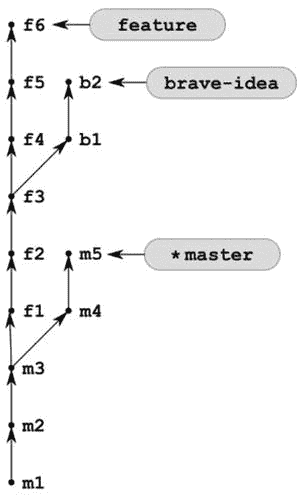 f6 feature
f5 b2 brave-idea
f4 b1
f3
f2 m5 *master
f1 m4
m3
m2
m1